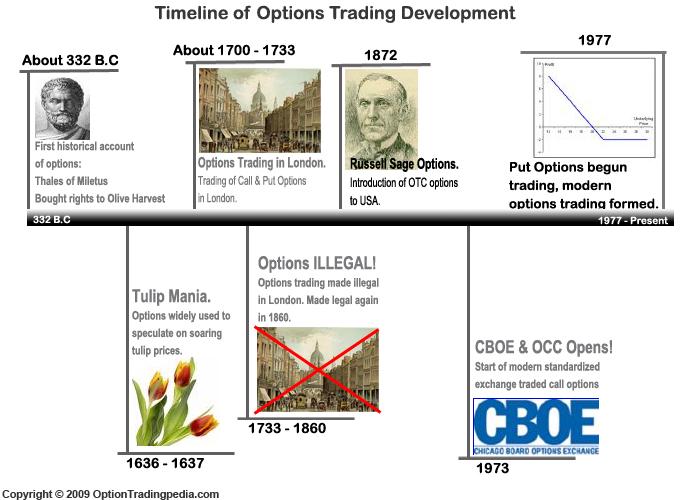 Timeline of Options Trading Development
About 332 B.C
First historical account
of options:
Thales of Miletus
Bought rights to Olive Harvest
About 1700 - 1733
Options Trading in London.
Trading of Call & Put Options
in London.
1872
Russell Sage Options.
Introduction of OTC options
to USA.
1977
Profit
Underlying
Price
Put Options begun
trading, modern
options trading formed.
332 B.C
1977 - Present
Tulip Mania.
Options widely used to
speculate on soaring
tulip prices.
1636 - 1637
Options ILLEGAL!
Options trading made illegal
in London. Made legal again
in 1860.
1733 - 1860
CBOE & OCC Opens!
Start of modern standardized
exchange traded call options
CBOE
CHICAGO BOARD OPTIONS EXCHANGE
1973
Copyright © 2009 OptionTradingpedia.com